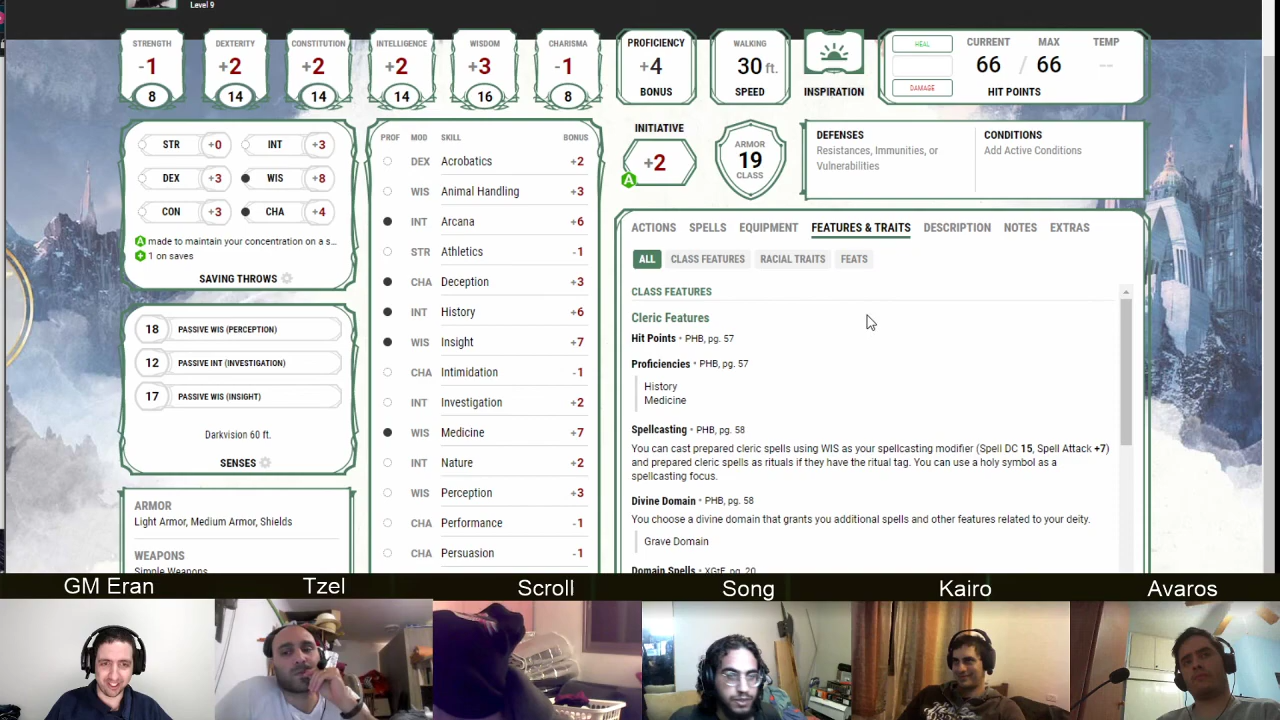 Level 9
STRENGTH
-1
8
DEXTERITY
+2
14
CONSTITUTION
+2
14
INTELLIGENCE
+2
14
WISDOM
+3
16
CHARISMA
-1
8
PROFICIENCY
+4
BONUS
WALKING
30 ft.
SPEED
INSPIRATION
HEAL
DAMAGE
CURRENT
66
/
MAX
66
TEMP
--
HIT POINTS
STR +0
INT +3
DEX +3
WIS +8
CON +3
CHA +4
A made to maintain your concentration on a s...
+ 1 on saves
SAVING THROWS
18 PASSIVE WIS (PERCEPTION)
12 PASSIVE INT (INVESTIGATION)
17 PASSIVE WIS (INSIGHT)
Darkvision 60 ft.
SENSES
ARMOR
Light Armor, Medium Armor, Shields
WEAPONS
Simple Weapons
PROF MOD SKILL BONUS
DEX Acrobatics +2
WIS Animal Handling +3
INT Arcana +6
STR Athletics -1
CHA Deception +3
INT History +6
WIS Insight +7
CHA Intimidation -1
INT Investigation +2
WIS Medicine +7
INT Nature +2
WIS Perception +3
CHA Performance -1
CHA Persuasion -1
INITIATIVE
+2
A
ARMOR
19
CLASS
DEFENSES
Resistances, Immunities, or
Vulnerabilities
CONDITIONS
Add Active Conditions
ACTIONS SPELLS EQUIPMENT FEATURES & TRAITS DESCRIPTION NOTES EXTRAS
ALL CLASS FEATURES RACIAL TRAITS FEATS
CLASS FEATURES
Cleric Features
Hit Points • PHB, pg. 57
Proficiencies • PHB, pg. 57
History
Medicine
Spellcasting • PHB, pg. 58
You can cast prepared cleric spells using WIS as your spellcasting modifier (Spell DC 15, Spell Attack +7)
and prepared cleric spells as rituals if they have the ritual tag. You can use a holy symbol as a
spellcasting focus.
Divine Domain • PHB, pg. 58
You choose a divine domain that grants you additional spells and other features related to your deity.
Grave Domain
Domain Spells • XGtE, pg. 20
GM Eran
Tzel
Scroll
Song
Kairo
Avaros